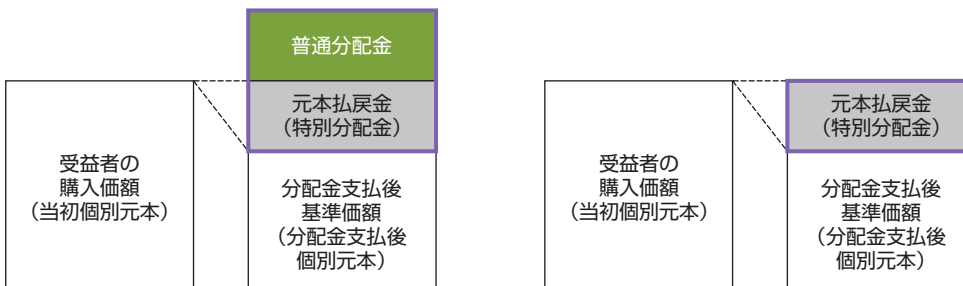 普通分配金
元本払戻金
（特別分配金）
受益者の
購入価額
（当初個別元本）
分配金支払後
基準価額
（分配金支払後
個別元本）
元本払戻金
（特別分配金）
受益者の
購入価額
（当初個別元本）
分配金支払後
基準価額
（分配金支払後
個別元本）